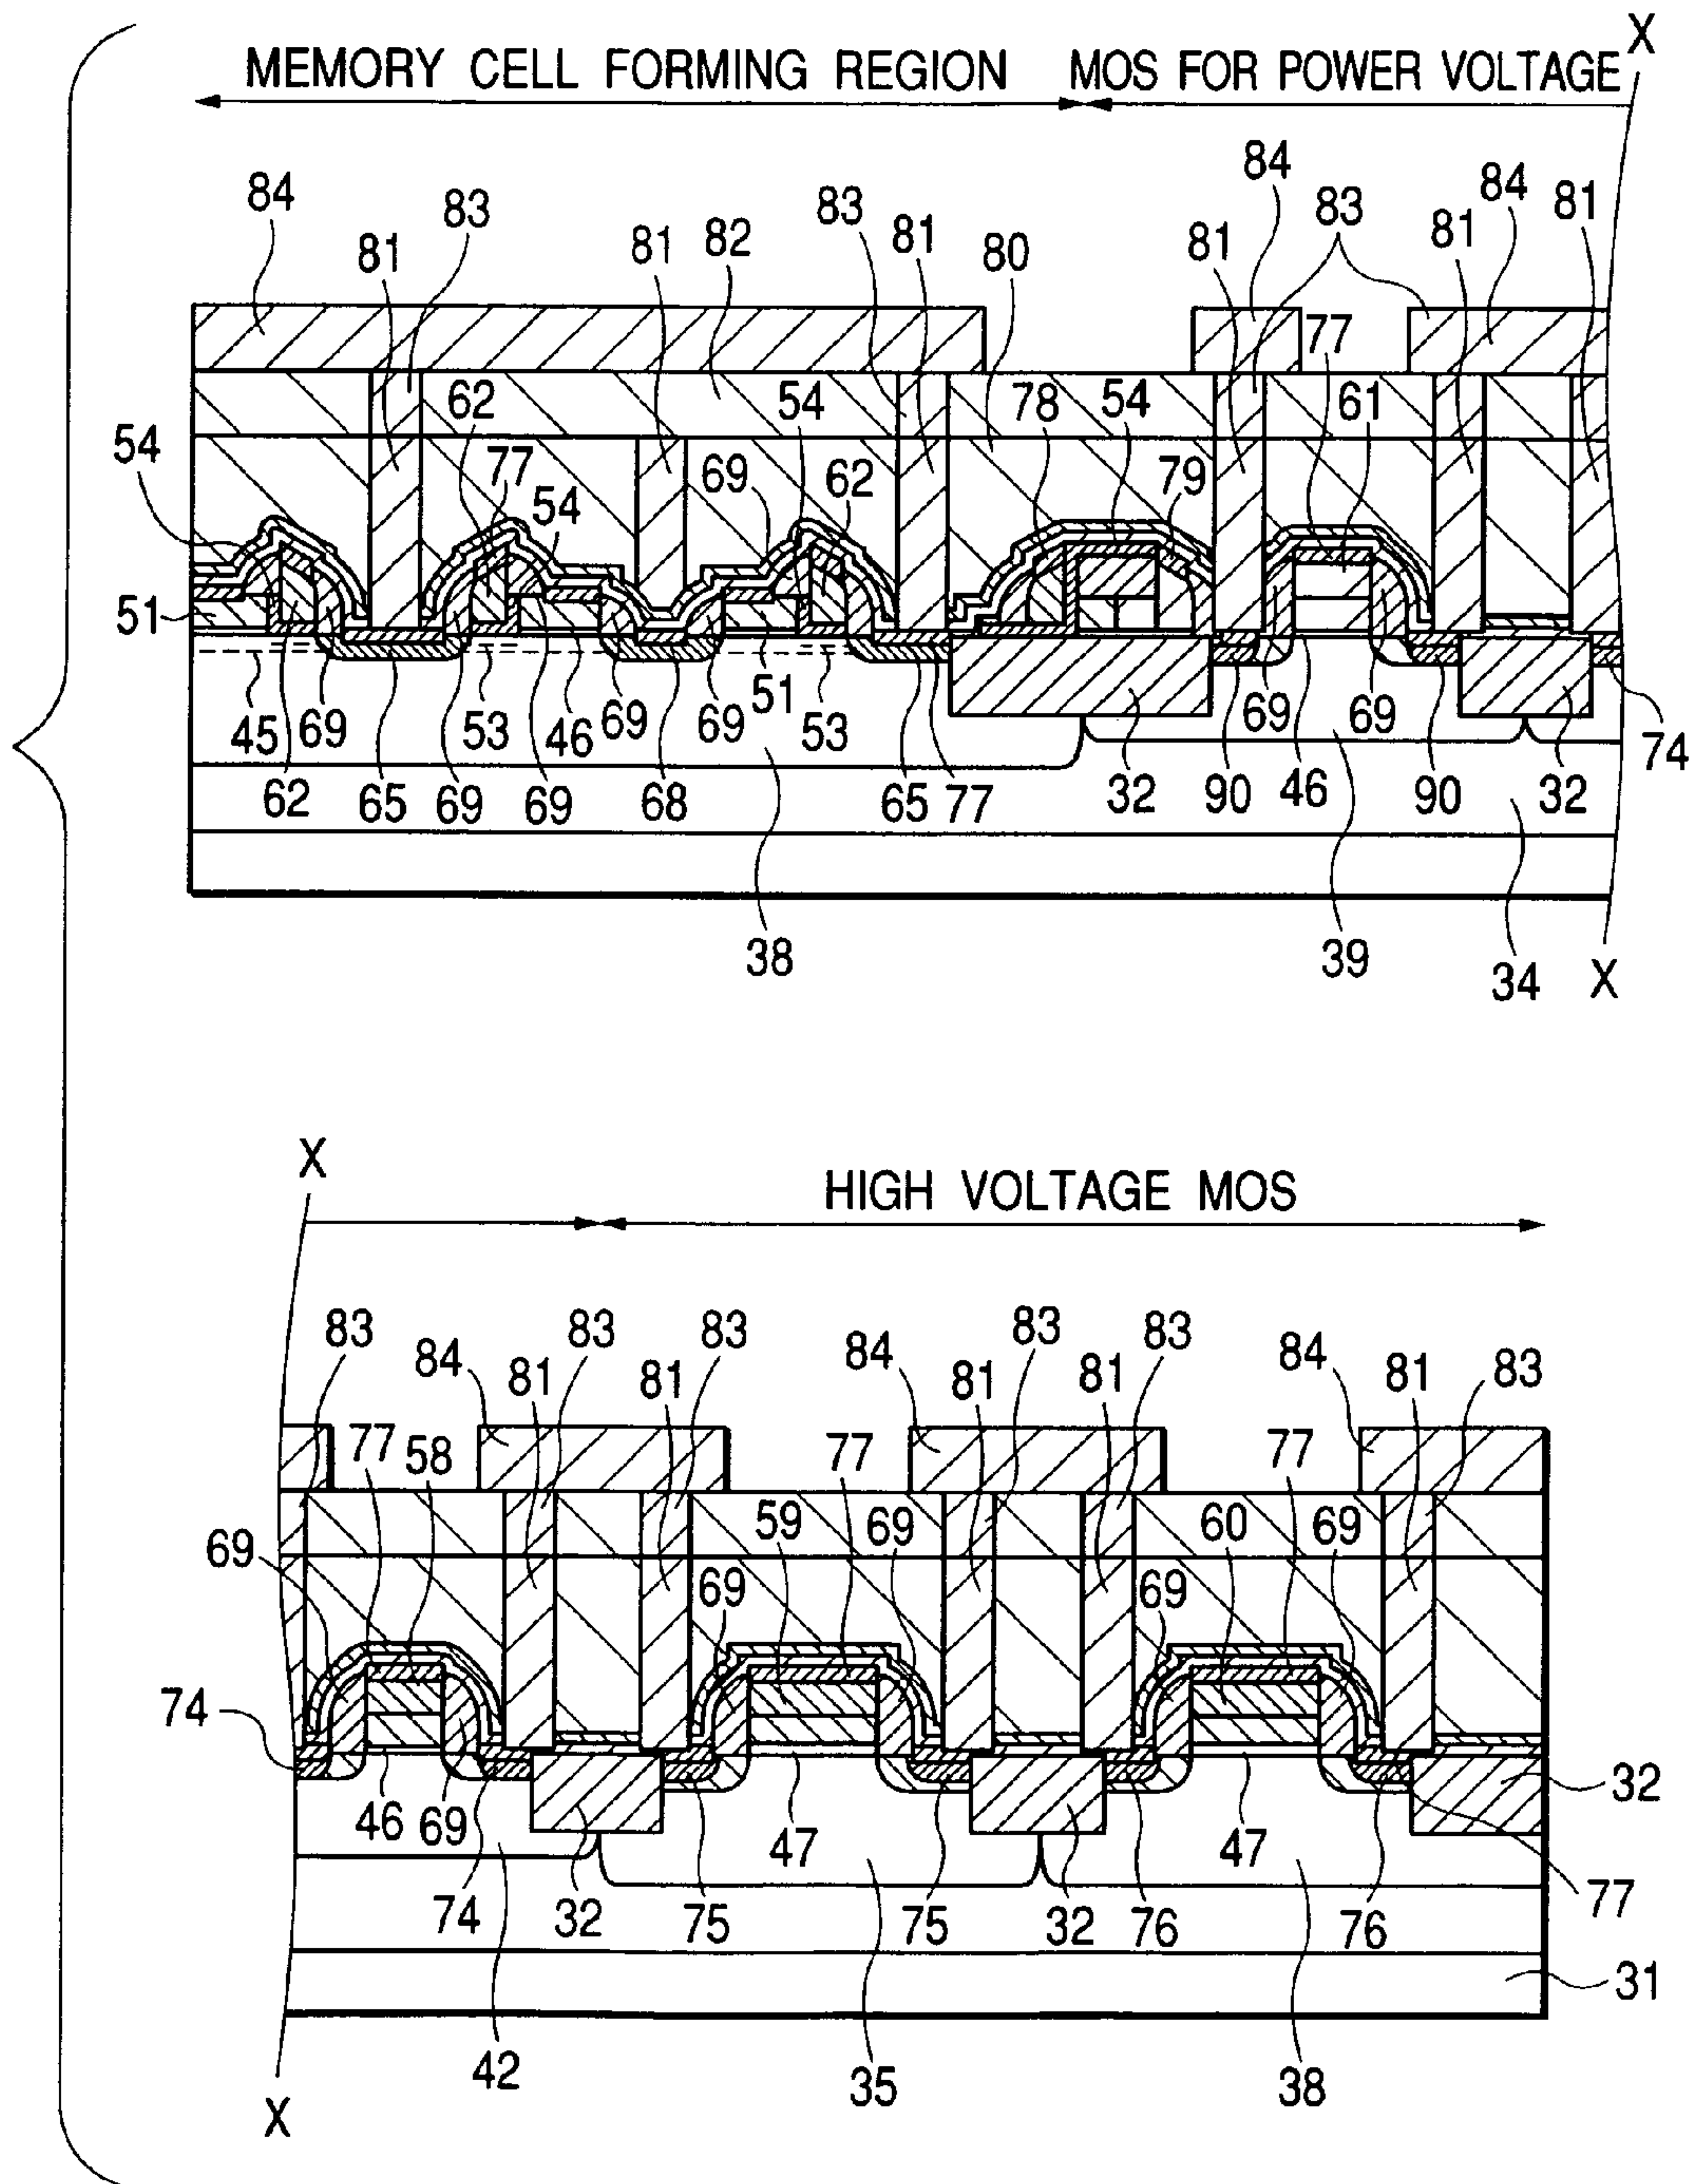 X
MEMORY CELL FORMING REGION MOS FOR POWER VOLTAGE
84 83 83 84 84
81 81 82 81 80 81 83 81 81
62 54 78 54 77 61
54 77 54 69 62 79
51
45 69 53 46 69 69 51 53 69 69 74
62 65 69 69 68 65 77 32 90 46 90 32
38 39 34 X
X
HIGH VOLTAGE MOS
83 84 83 83 84 83 83 84 83
81 81 81 81 81
77 58 77 77
69 59 69 60 69
69 69
74
46 69 47 47 32
74 32 75 75 32 76 76 77
31
42 35 38
X